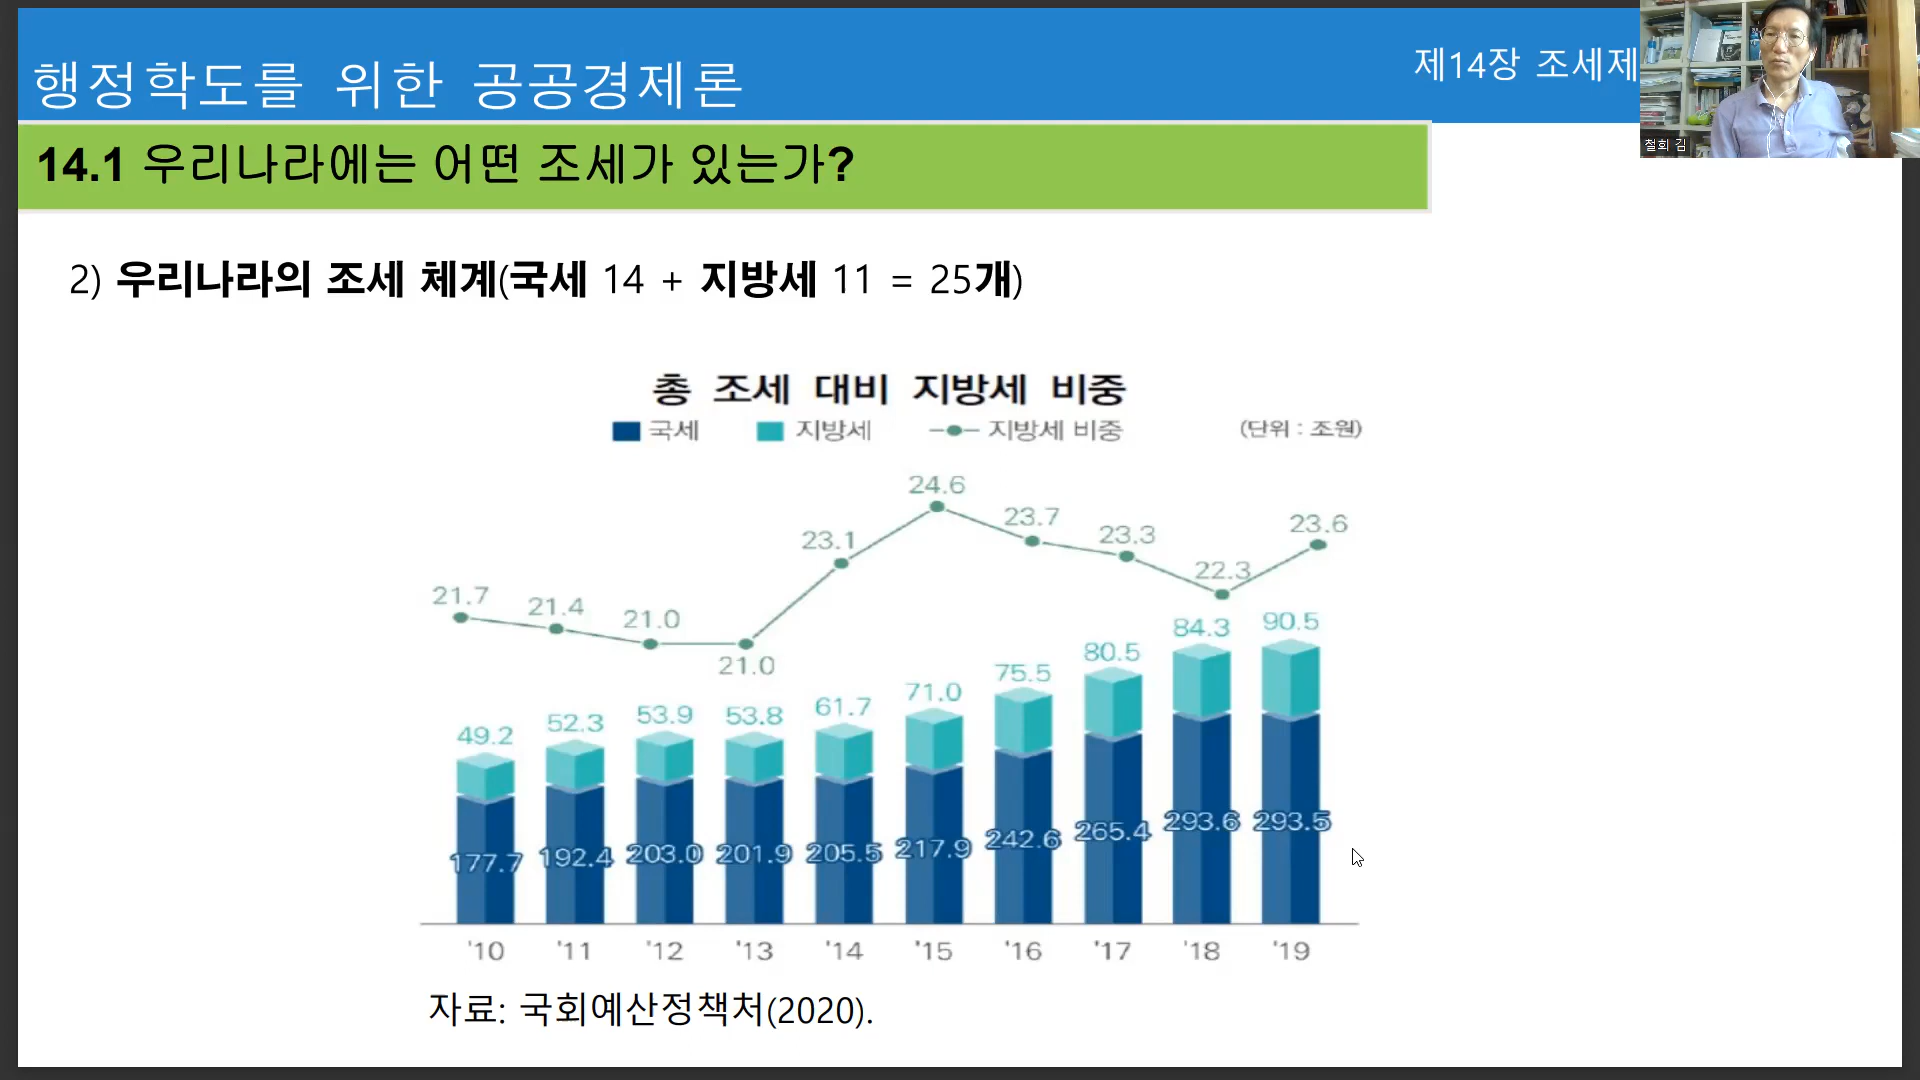 행정학도를 위한 공공경제론
제14장 조세제
철회 김
14.1 우리나라에는 어떤 조세가 있는가?
2) 우리나라의 조세 체계(국세 14 + 지방세 11 = 25개)
총 조세 대비 지방세 비중
국세 지방세 지방세 비중 (단위 : 조원)
21.7 21.4 21.0 21.0 23.1 24.6 23.7 23.3 22.3 23.6
49.2 52.3 53.9 53.8 61.7 71.0 75.5 80.5 84.3 90.5
177.7 192.4 203.0 201.9 205.5 217.9 242.6 265.4 293.6 293.5
'10 '11 '12 '13 '14 '15 '16 '17 '18 '19
자료: 국회예산정책처(2020).